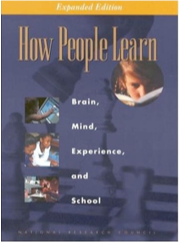 Expanded Edition
How People Learn
Brain,
Mind,
Experience,
and
School
NATIONAL RESEARCH COUNCIL